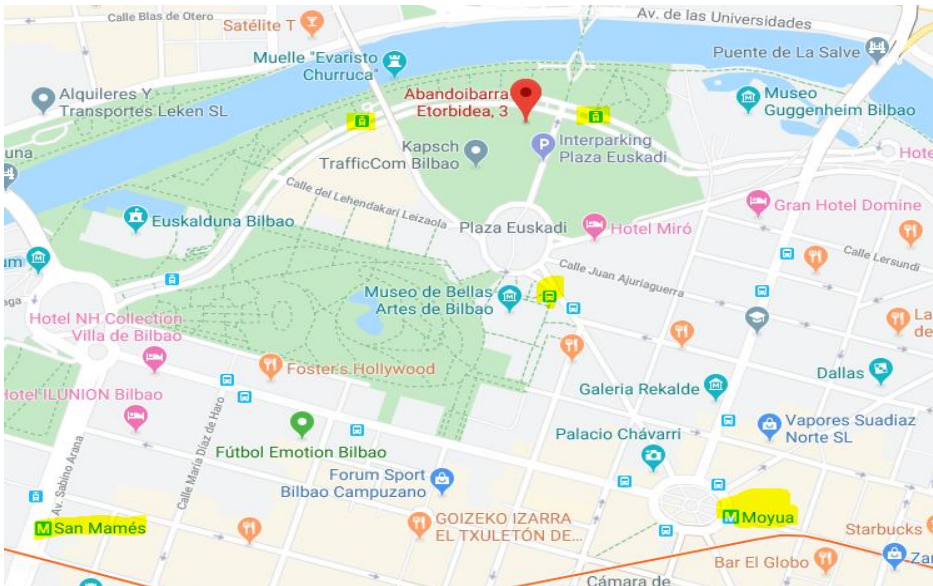 Calle Blas de Otero
Satélite T
Av. de las Universidades
Muelle "Evaristo
Churruca"
Puente de La Salve
Alquileres Y.
Transportes Leken SL
Abandoibarra
Etorbidea, 3
Museo
Guggenheim Bilbao
una
Kapsch
TrafficCom Bilbao
Interparking
Plaza Euskadi
Hote
Calle del Lehendakari Leizaola
Euskalduna Bilbao
Plaza Euskadi
Hotel Miró
Gran Hotel Domine
Calle Lersundi
um
Calle Juan Ajuriaguerra
aga
Museo de Bellas
Artes de Bilbao
Hotel NH Collection
Villa de Bilbao
La
de
Foster's Hollywood
Dallas
Hotel ILUNION Bilbao
Galeria Rekalde
Calle María Díaz de Haro
Vapores Suadiaz
Norte SL
Palacio Chávarri
Fútbol Emotion Bilbao
Av. Sabino Arana
Forum Sport
Bilbao Campuzano
M San Mamés
GOIZEKO IZARRA
EL TXULETÓN DE...
M Moyua
Starbucks
Bar El Globo
Zar
Cámara de
P